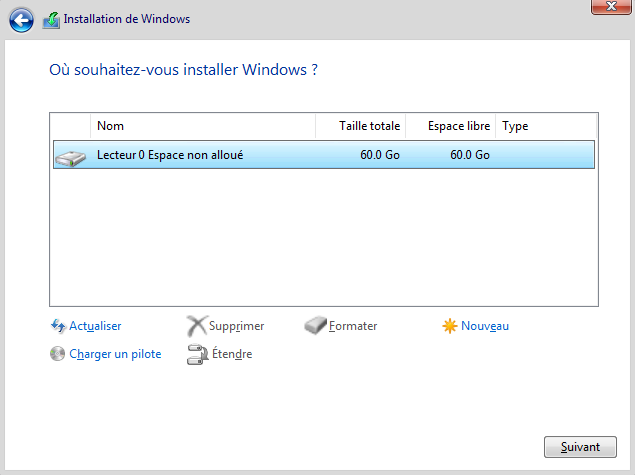 Installation de Windows
Où souhaitez-vous installer Windows ?
Nom Taille totale Espace libre Type
Lecteur 0 Espace non alloué 60.0 Go 60.0 Go
Actualiser Supprimer Formater Nouveau
Charger un pilote Étendre
Suivant